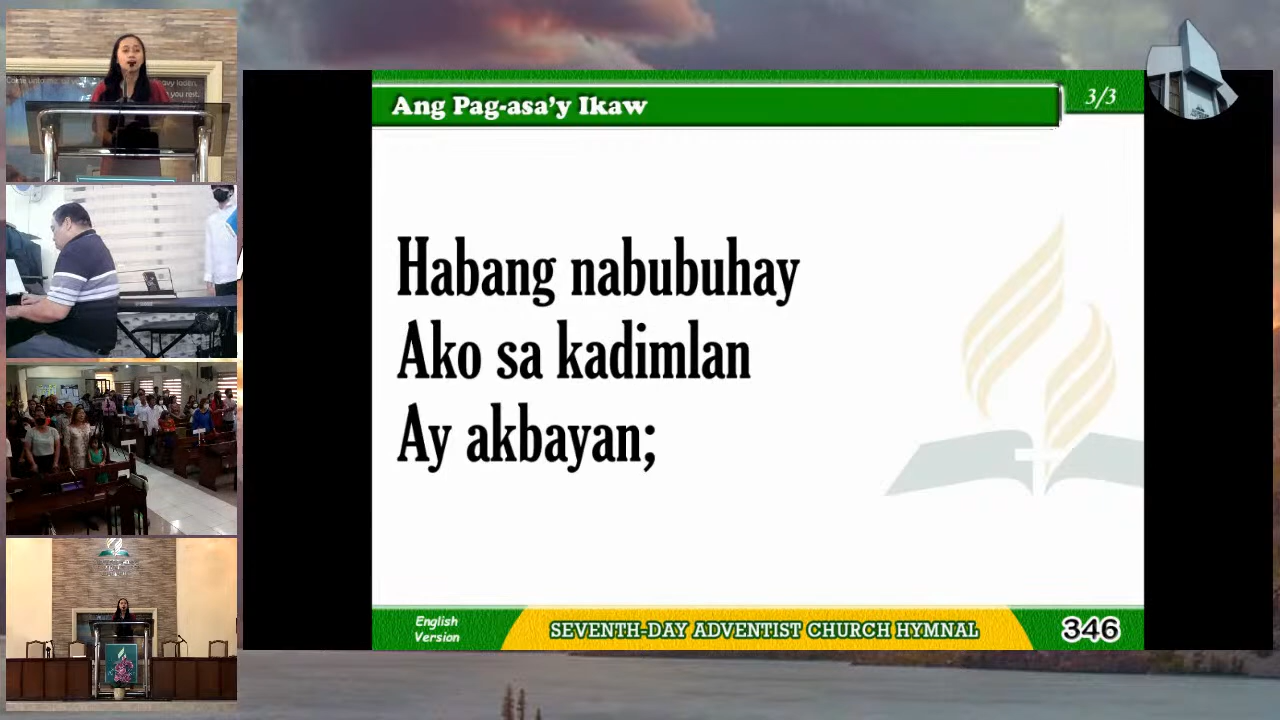 Ang Pag-asa'y Ikaw
3/3
Habang nabubuhay
Ako sa kadimlan
Ay akbayan;
English
Version
SEVENTH-DAY ADVENTIST CHURCH HYMNAL
346